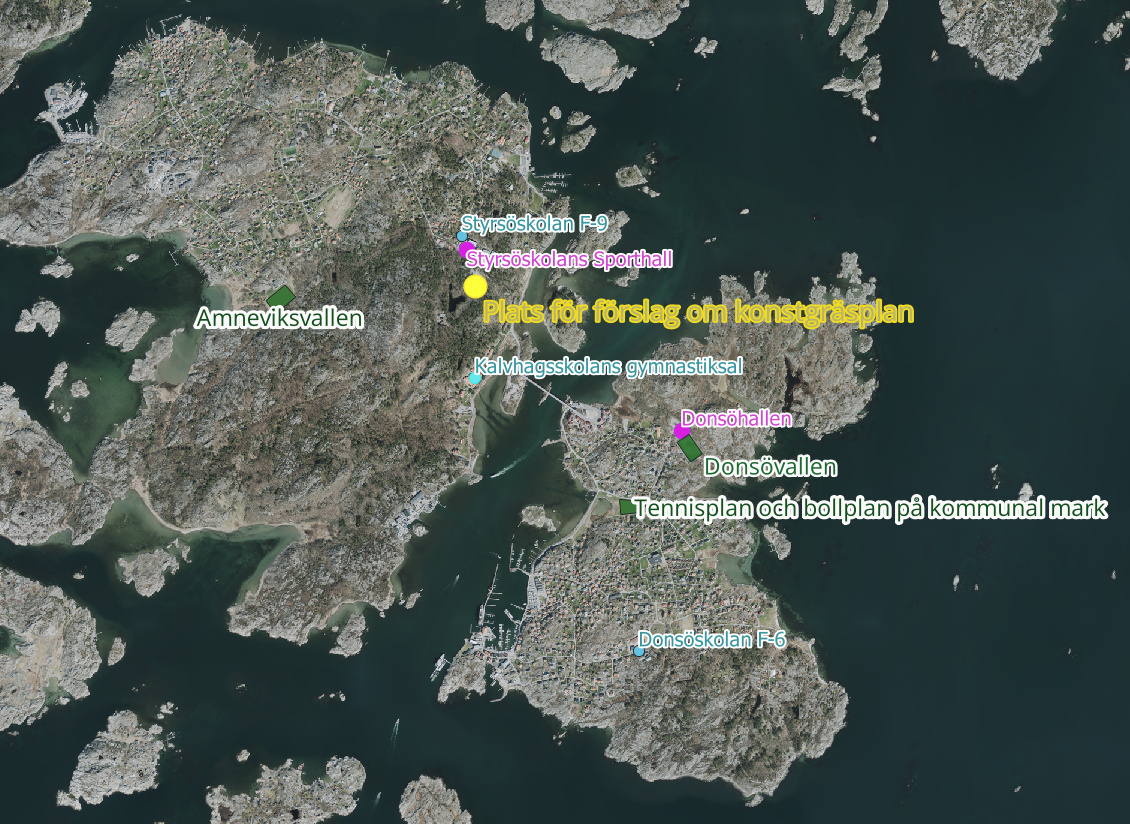 Styrsöskolan F-9
Styrsöskolans Sporthall
Plats för förslag om konstgräsplan
Amneviksvallen
Kalvhagsskolans gymnastiksal
Donsöhallen
Donsövallen
Tennisplan och bollplan på kommunal mark
Donsöskolan F-6